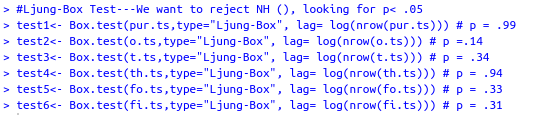 > #Ljung-Box Test---We want to reject NH (), looking for p< .05
> test1<- Box.test(pur.ts,type="Ljung-Box", lag= log(nrow(pur.ts))) # p = .99
> test2<- Box.test(o.ts,type="Ljung-Box", lag= log(nrow(o.ts))) # p =.14
> test3<- Box.test(t.ts,type="Ljung-Box", lag= log(nrow(t.ts))) # p = .34
> test4<- Box.test(th.ts,type="Ljung-Box", lag= log(nrow(th.ts))) # p = .94
> test5<- Box.test(fo.ts,type="Ljung-Box", lag= log(nrow(fo.ts))) # p = .33
> test6<- Box.test(fi.ts,type="Ljung-Box", lag= log(nrow(fi.ts))) # p = .31